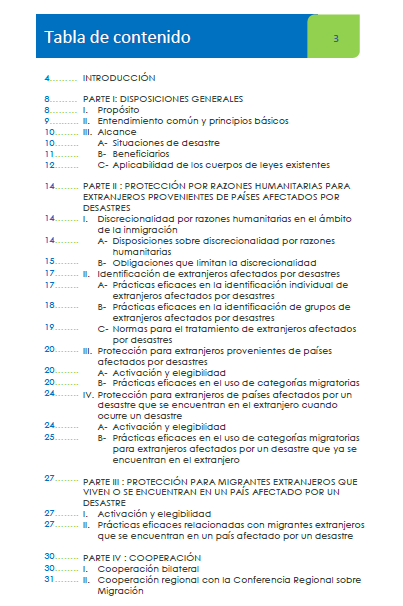 Tabla de contenido
3
4......... INTRODUCCIÓN
8......... PARTE I: DISPOSICIONES GENERALES
8......... I. Propósito
9......... II. Entendimiento común y principios básicos
10........ III. Alcance
10........ A- Situaciones de desastre
11........ B- Beneficiarios
12........ C- Aplicabilidad de los cuerpos de leyes existentes
14........ PARTE II : PROTECCIÓN POR RAZONES HUMANITARIAS PARA
EXTRANJEROS PROVENIENTES DE PAÍSES AFECTADOS POR
DESASTRES
14........ I. Discrecionalidad por razones humanitarias en el ámbito
de la inmigración
14........ A- Disposiciones sobre discrecionalidad por razones
humanitarias
15........ B- Obligaciones que limitan la discrecionalidad
17........ II. Identificación de extranjeros afectados por desastres
17........ A- Prácticas eficaces en la identificación individual de
extranjeros afectados por desastres
18........ B- Prácticas eficaces en la identificación de grupos de
extranjeros afectados por desastres
19........ C- Normas para el tratamiento de extranjeros afectados
por desastres
20........ III. Protección para extranjeros provenientes de países
afectados por desastres
20........ A- Activación y elegibilidad
20........ B- Prácticas eficaces en el uso de categorías migratorias
24........ IV. Protección para extranjeros de países afectados por un
desastre que se encuentran en el extranjero cuando
ocurre un desastre
24........ A- Activación y elegibilidad
25........ B- Prácticas eficaces en el uso de categorías migratorias
para extranjeros afectados por un desastre que ya se
encuentran en el extranjero
27........ PARTE III : PROTECCIÓN PARA MIGRANTES EXTRANJEROS QUE
VIVEN O SE ENCUENTRAN EN UN PAÍS AFECTADO POR UN
DESASTRE
27........ I. Activación y elegibilidad
27........ II. Prácticas eficaces relacionadas con migrantes extranjeros
que se encuentran en un país afectado por un desastre
30........ PARTE IV : COOPERACIÓN
30........ I. Cooperación bilateral
31........ II. Cooperación regional con la Conferencia Regional sobre
Migración